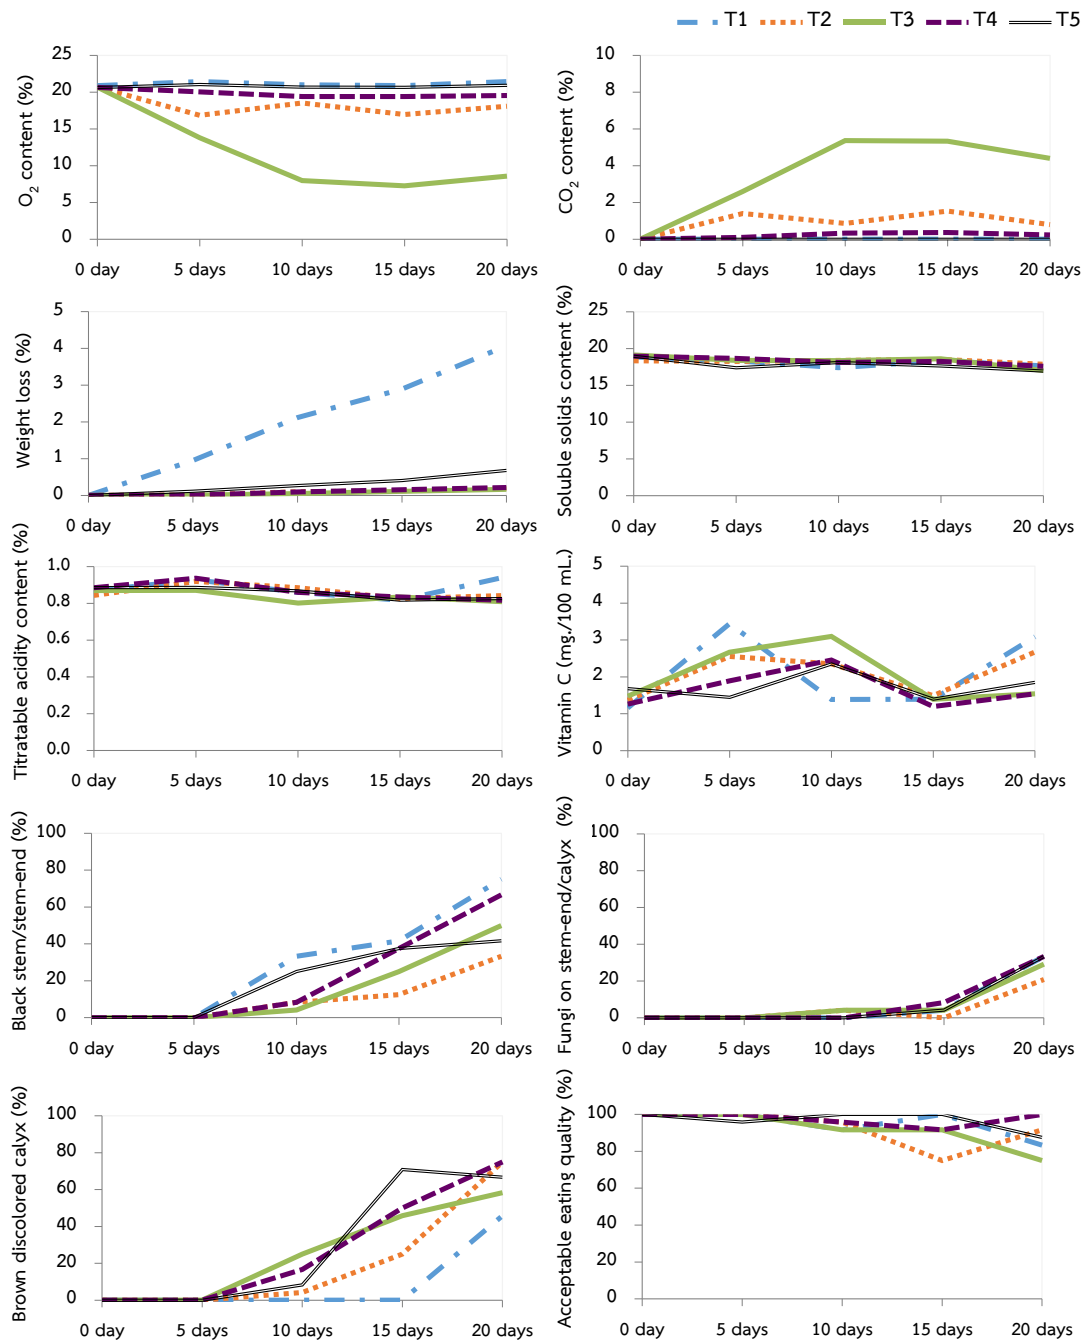 T1 T2 T3 T4 T5
O2 content (%)
25
20
15
10
5
0
0 day 5 days 10 days 15 days 20 days
CO2 content (%)
10
8
6
4
2
0
0 day 5 days 10 days 15 days 20 days
Weight loss (%)
5
4
3
2
1
0
0 day 5 days 10 days 15 days 20 days
Soluble solids content (%)
25
20
15
10
5
0
0 day 5 days 10 days 15 days 20 days
Titratable acidity content (%)
1.0
0.8
0.6
0.4
0.2
0.0
0 day 5 days 10 days 15 days 20 days
Vitamin C (mg./100 mL.)
5
4
3
2
1
0
0 day 5 days 10 days 15 days 20 days
Black stem/stem-end (%)
100
80
60
40
20
0
0 day 5 days 10 days 15 days 20 days
Fungi on stem-end/calyx (%)
100
80
60
40
20
0
0 day 5 days 10 days 15 days 20 days
Brown discolored calyx (%)
100
80
60
40
20
0
0 day 5 days 10 days 15 days 20 days
Acceptable eating quality (%)
100
80
60
40
20
0
0 day 5 days 10 days 15 days 20 days